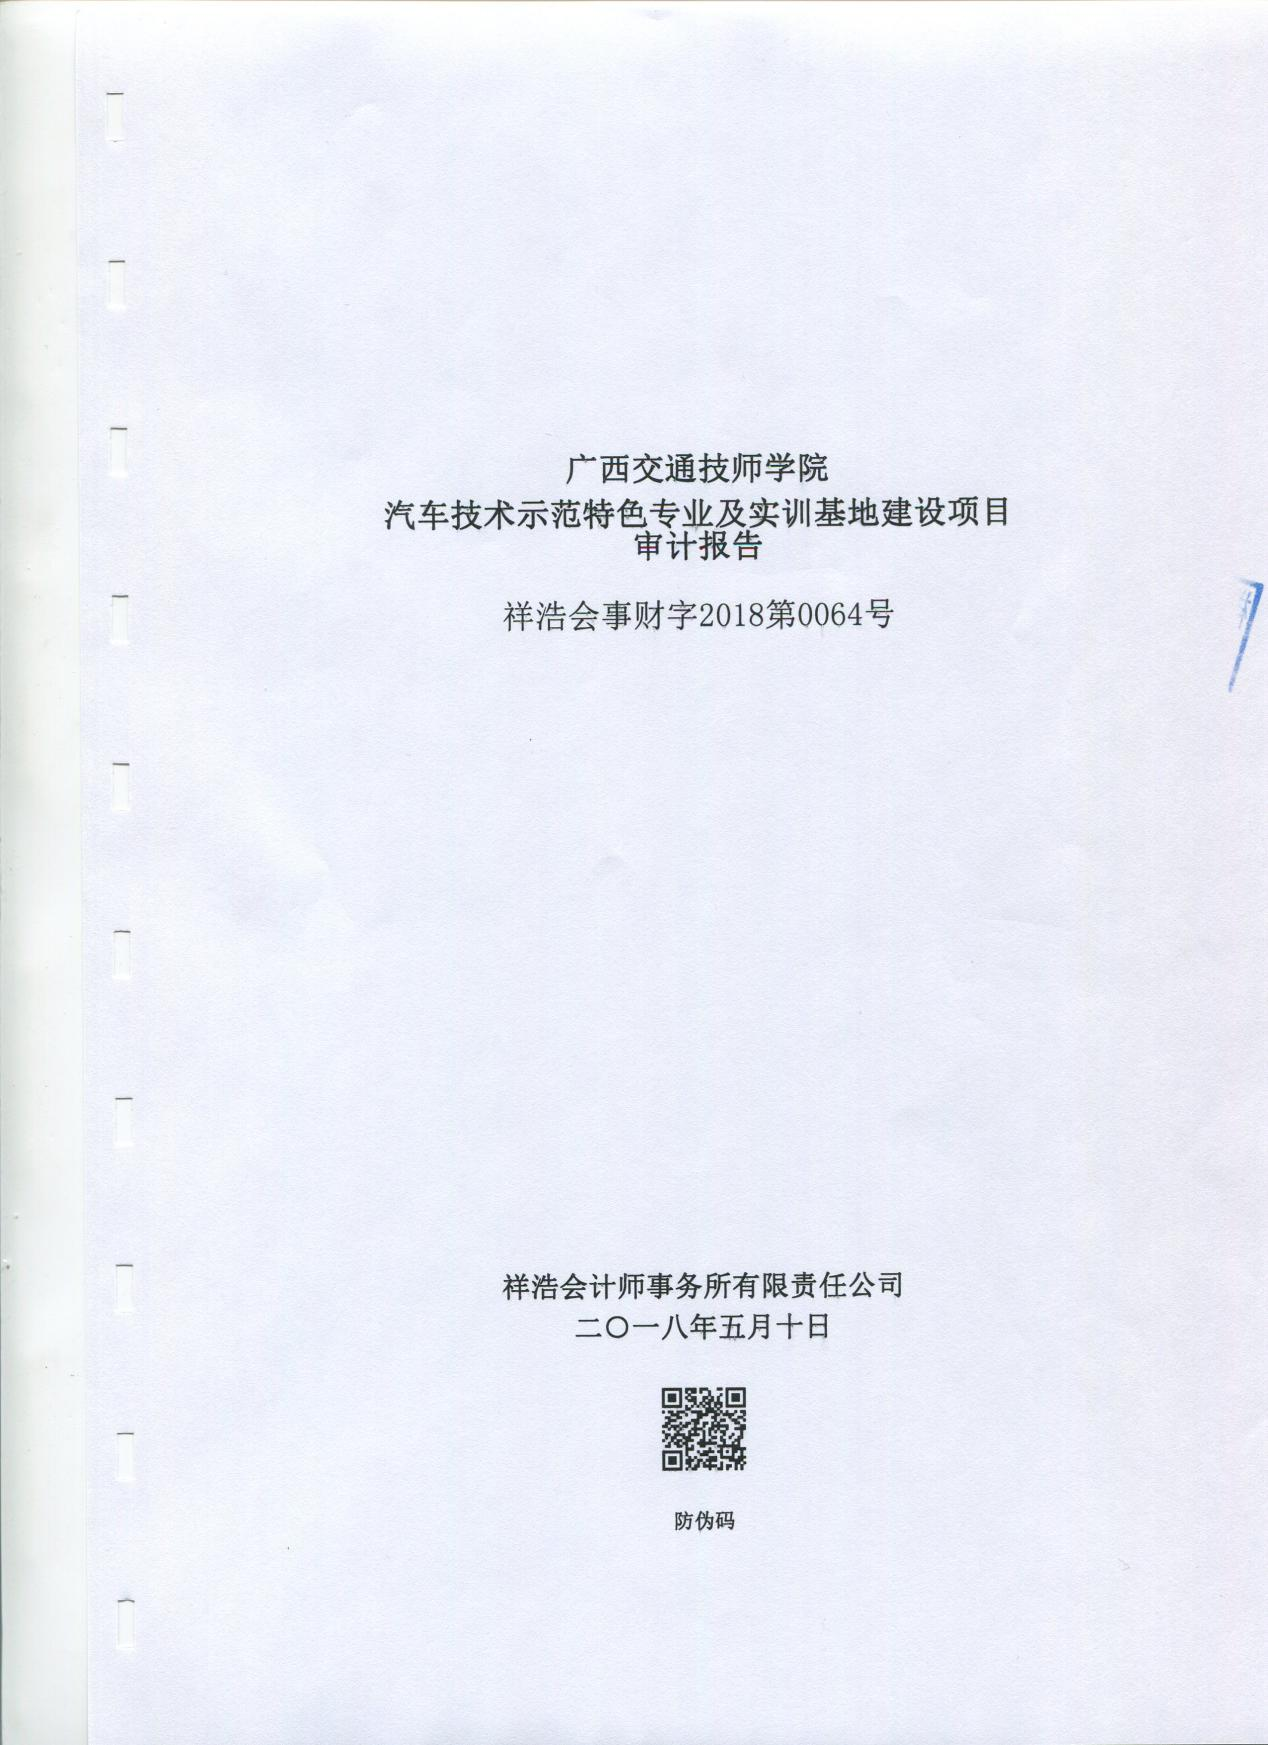 广西交通技师学院
汽车技术示范特色专业及实训基地建设项目
审计报告
祥浩会事财字2018第0064号
祥浩会计师事务所有限责任公司
二〇一八年五月十日
防伪码